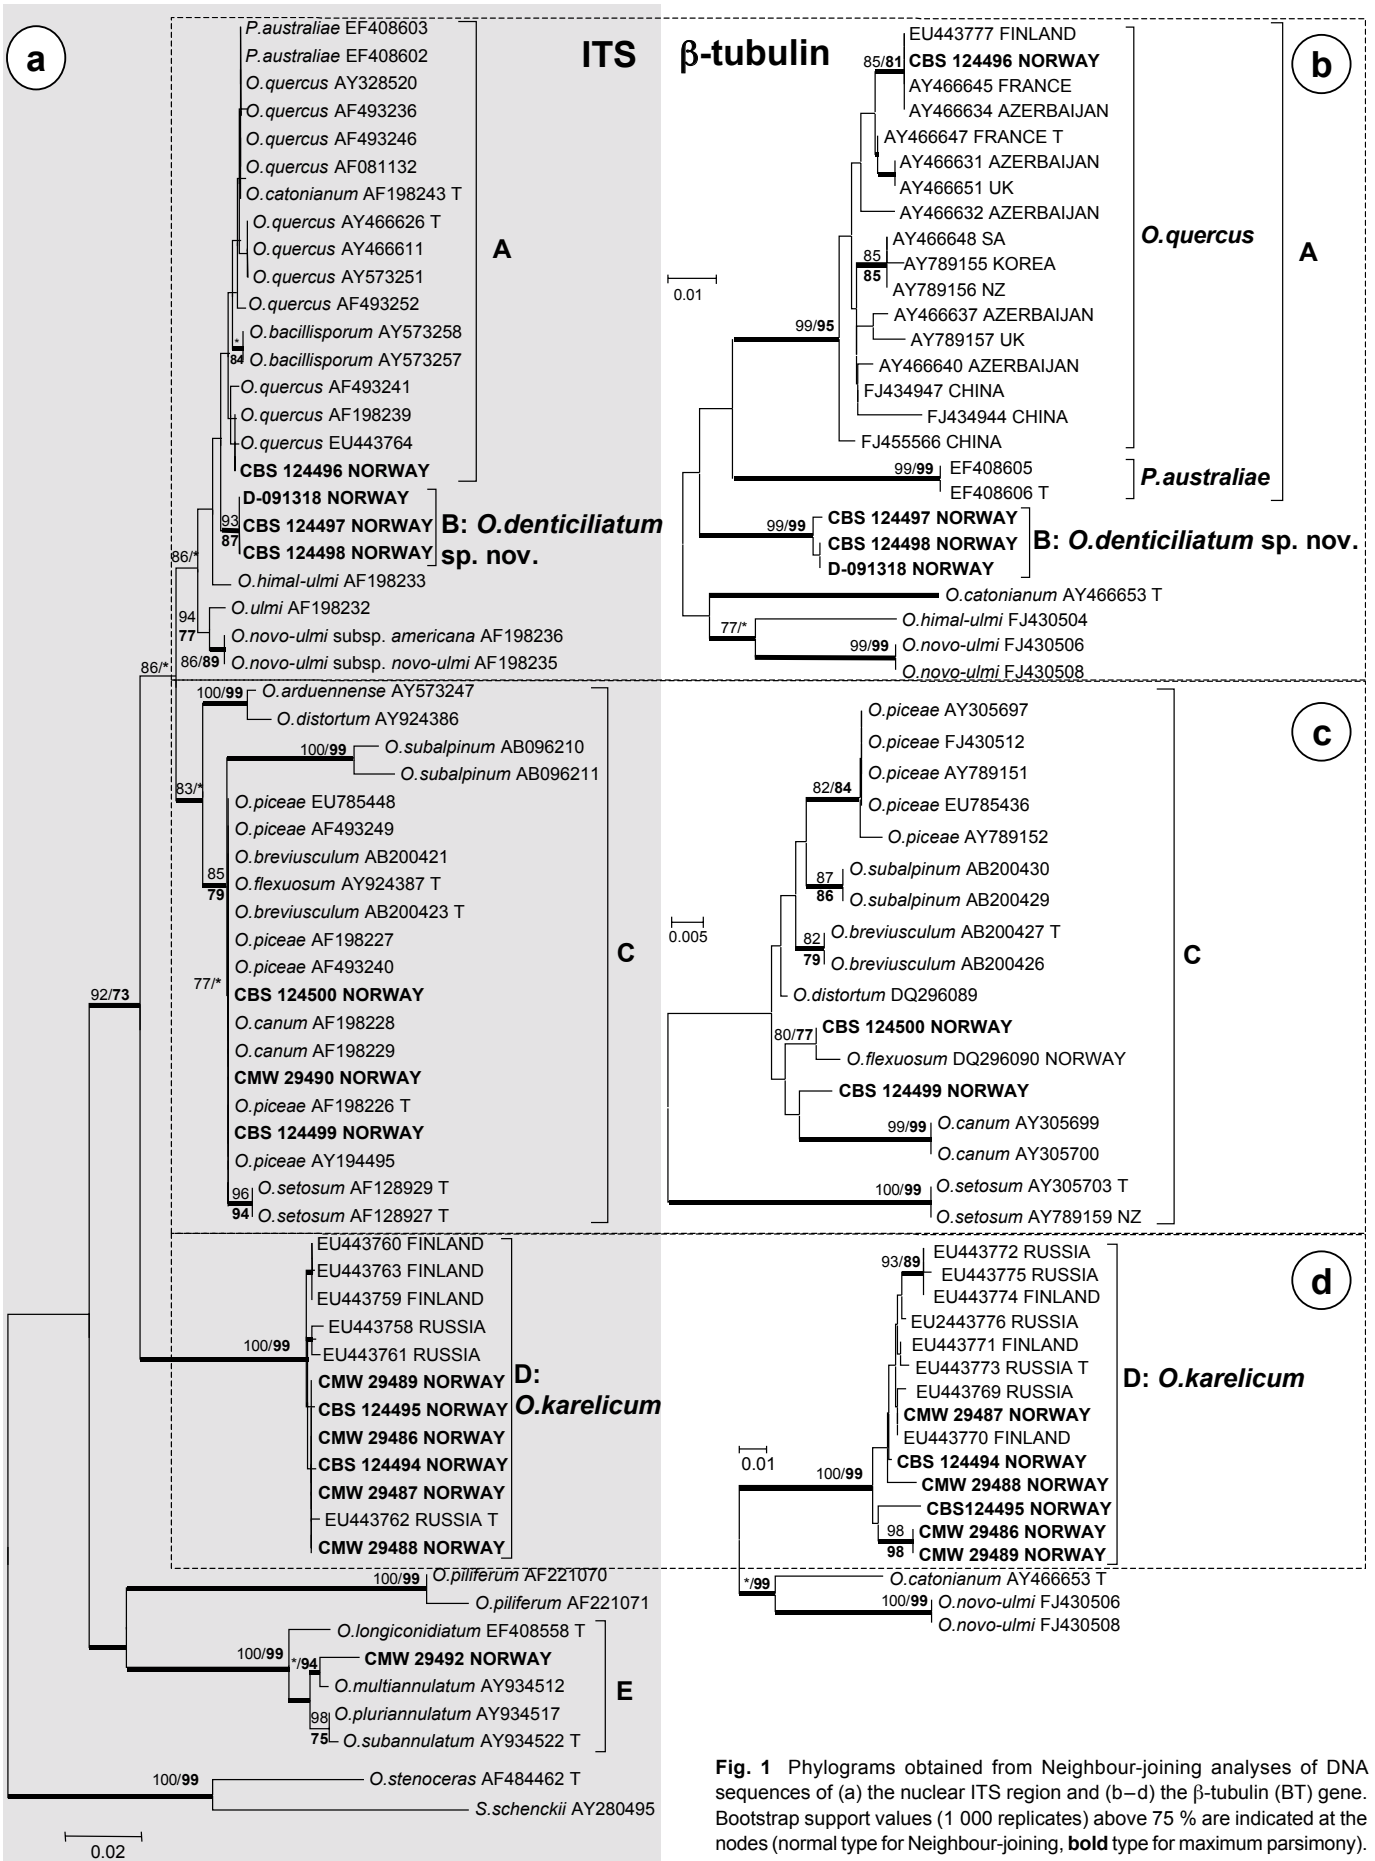 a
ITS
P.australiae EF408603
P.australiae EF408602
O.quercus AY328520
O.quercus AF493236
O.quercus AF493246
O.quercus AF081132
O.catonianum AF198243 T
O.quercus AY466626 T
O.quercus AY466611
O.quercus AY573251
O.quercus AF493252
O.bacillisporum AY573258
*
84
O.bacillisporum AY573257
O.quercus AF493241
O.quercus AF198239
O.quercus EU443764
CBS 124496 NORWAY
A
D-091318 NORWAY
93
CBS 124497 NORWAY
87
CBS 124498 NORWAY
B: O.denticiliatum
sp. nov.
86/*
O.himal-ulmi AF198233
O.ulmi AF198232
94
77
O.novo-ulmi subsp. americana AF198236
86/89
O.novo-ulmi subsp. novo-ulmi AF198235
86/*
100/99
O.arduennense AY573247
O.distortum AY924386
100/99
O.subalpinum AB096210
O.subalpinum AB096211
83/*
O.piceae EU785448
O.piceae AF493249
O.breviusculum AB200421
85
79
O.flexuosum AY924387 T
O.breviusculum AB200423 T
O.piceae AF198227
O.piceae AF493240
77/*
CBS 124500 NORWAY
O.canum AF198228
O.canum AF198229
CMW 29490 NORWAY
O.piceae AF198226 T
CBS 124499 NORWAY
O.piceae AY194495
96
94
O.setosum AF128929 T
O.setosum AF128927 T
C
92/73
EU443760 FINLAND
EU443763 FINLAND
EU443759 FINLAND
EU443758 RUSSIA
100/99
EU443761 RUSSIA
CMW 29489 NORWAY
CBS 124495 NORWAY
CMW 29486 NORWAY
CBS 124494 NORWAY
CMW 29487 NORWAY
EU443762 RUSSIA T
CMW 29488 NORWAY
D:
O.karelicum
100/99
O.piliferum AF221070
O.piliferum AF221071
O.longiconidiatum EF408558 T
100/99
*/94
CMW 29492 NORWAY
O.multiannulatum AY934512
98
75
O.pluriannulatum AY934517
O.subannulatum AY934522 T
E
100/99
O.stenoceras AF484462 T
S.schenckii AY280495
0.02
β-tubulin
b
EU443777 FINLAND
85/81
CBS 124496 NORWAY
AY466645 FRANCE
AY466634 AZERBAIJAN
AY466647 FRANCE T
AY466631 AZERBAIJAN
AY466651 UK
AY466632 AZERBAIJAN
AY466648 SA
85
85
AY789155 KOREA
AY789156 NZ
0.01
AY466637 AZERBAIJAN
99/95
AY789157 UK
AY466640 AZERBAIJAN
FJ434947 CHINA
FJ434944 CHINA
FJ455566 CHINA
O.quercus
A
99/99
EF408605
EF408606 T
P.australiae
CBS 124497 NORWAY
99/99
CBS 124498 NORWAY
D-091318 NORWAY
B: O.denticiliatum sp. nov.
O.catonianum AY466653 T
77/*
O.himal-ulmi FJ430504
99/99
O.novo-ulmi FJ430506
O.novo-ulmi FJ430508
c
O.piceae AY305697
O.piceae FJ430512
O.piceae AY789151
82/84
O.piceae EU785436
O.piceae AY789152
87
86
O.subalpinum AB200430
O.subalpinum AB200429
0.005
82
79
O.breviusculum AB200427 T
O.breviusculum AB200426
O.distortum DQ296089
80/77
CBS 124500 NORWAY
O.flexuosum DQ296090 NORWAY
CBS 124499 NORWAY
99/99
O.canum AY305699
O.canum AY305700
100/99
O.setosum AY305703 T
O.setosum AY789159 NZ
C
d
EU443772 RUSSIA
93/89
EU443775 RUSSIA
EU443774 FINLAND
EU2443776 RUSSIA
EU443771 FINLAND
EU443773 RUSSIA T
EU443769 RUSSIA
CMW 29487 NORWAY
EU443770 FINLAND
0.01
CBS 124494 NORWAY
100/99
CMW 29488 NORWAY
CBS124495 NORWAY
98
98
CMW 29486 NORWAY
CMW 29489 NORWAY
D: O.karelicum
*/99
O.catonianum AY466653 T
100/99
O.novo-ulmi FJ430506
O.novo-ulmi FJ430508
Fig. 1 Phylograms obtained from Neighbour-joining analyses of DNA
sequences of (a) the nuclear ITS region and (b–d) the β-tubulin (BT) gene.
Bootstrap support values (1 000 replicates) above 75 % are indicated at the
nodes (normal type for Neighbour-joining, bold type for maximum parsimony).